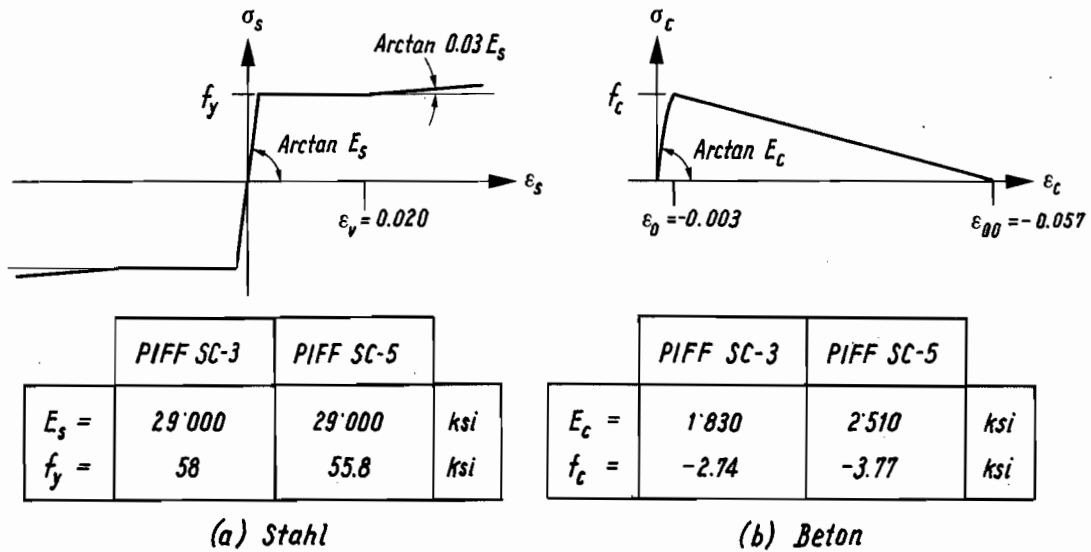 σs
Arctan 0.03 Es
fy
Arctan Es
εs
εv = 0.020
σc
fc
Arctan Ec
εc
εo = -0.003
εoo = -0.057
PIFF SC-3 PIFF SC-5
Es = 29'000 29'000 ksi
fy = 58 55.8 ksi
(a) Stahl
PIFF SC-3 PIFF SC-5
Ec = 1'830 2'510 ksi
fc = -2.74 -3.77 ksi
(b) Beton